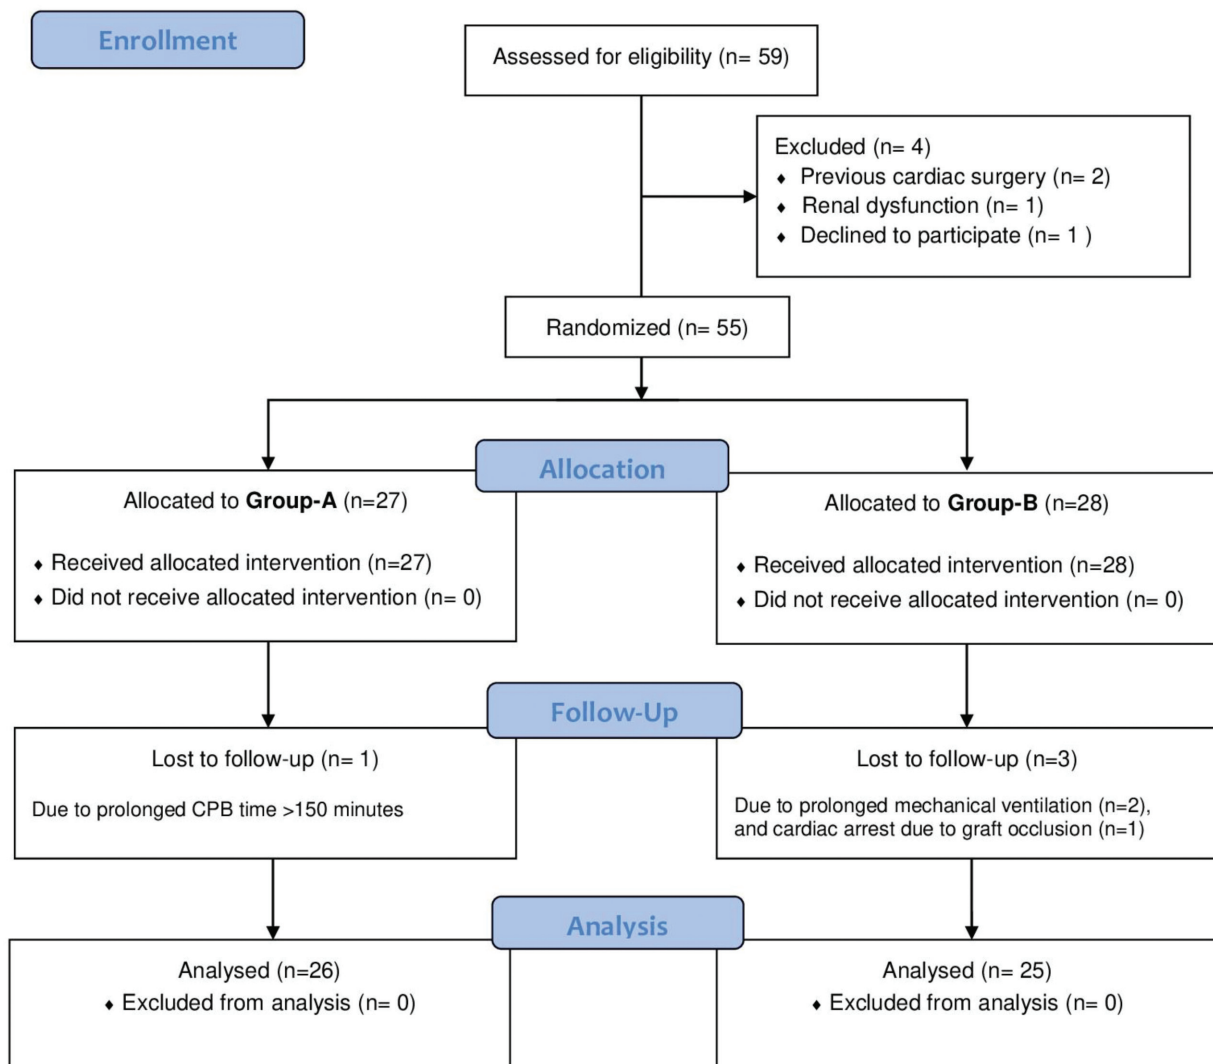 Enrollment
Assessed for eligibility (n= 59)
Excluded (n= 4)
♦ Previous cardiac surgery (n= 2)
♦ Renal dysfunction (n= 1)
♦ Declined to participate (n= 1 )
Randomized (n= 55)
Allocation
Allocated to Group-A (n=27)
♦ Received allocated intervention (n=27)
♦ Did not receive allocated intervention (n= 0)
Allocated to Group-B (n=28)
♦ Received allocated intervention (n=28)
♦ Did not receive allocated intervention (n= 0)
Follow-Up
Lost to follow-up (n= 1)
Due to prolonged CPB time >150 minutes
Lost to follow-up (n=3)
Due to prolonged mechanical ventilation (n=2),
and cardiac arrest due to graft occlusion (n=1)
Analysis
Analysed (n=26)
♦ Excluded from analysis (n= 0)
Analysed (n= 25)
♦ Excluded from analysis (n= 0)